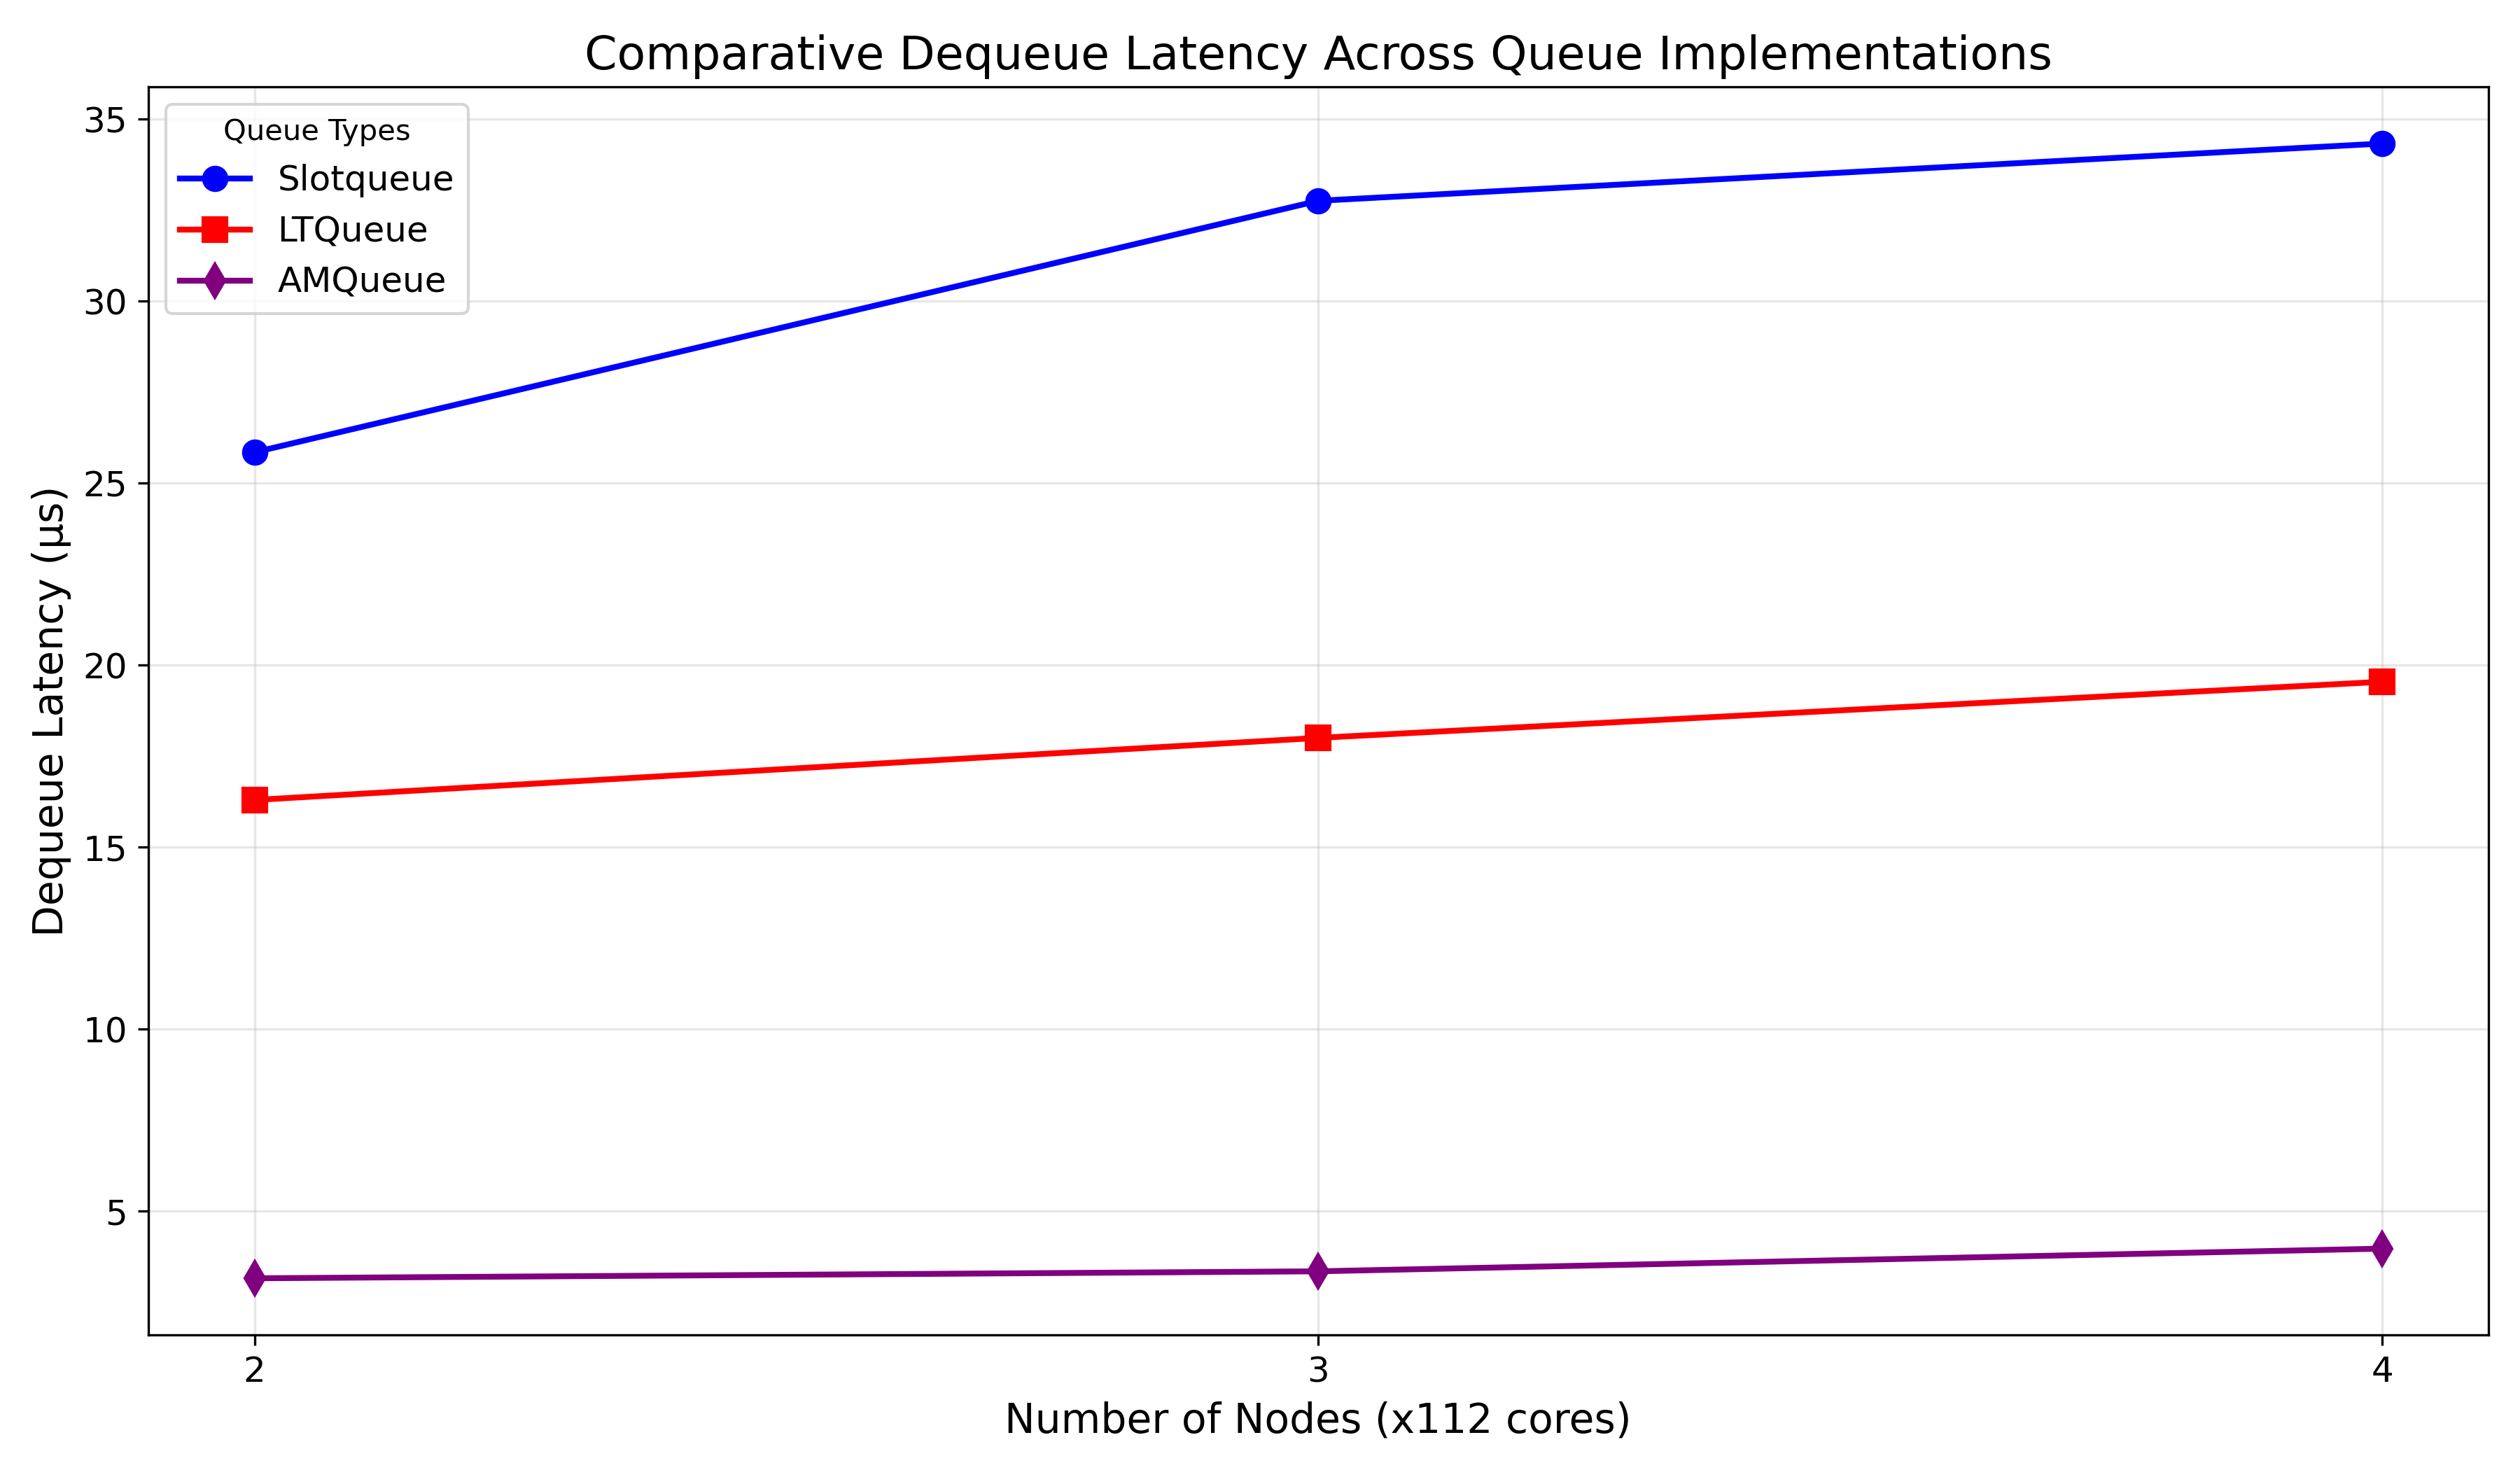 Comparative Dequeue Latency Across Queue Implementations
Queue Types
Slotqueue
LTQueue
AMQueue
Dequeue Latency (μs)
35
30
25
20
15
10
5
2
3
4
Number of Nodes (x112 cores)